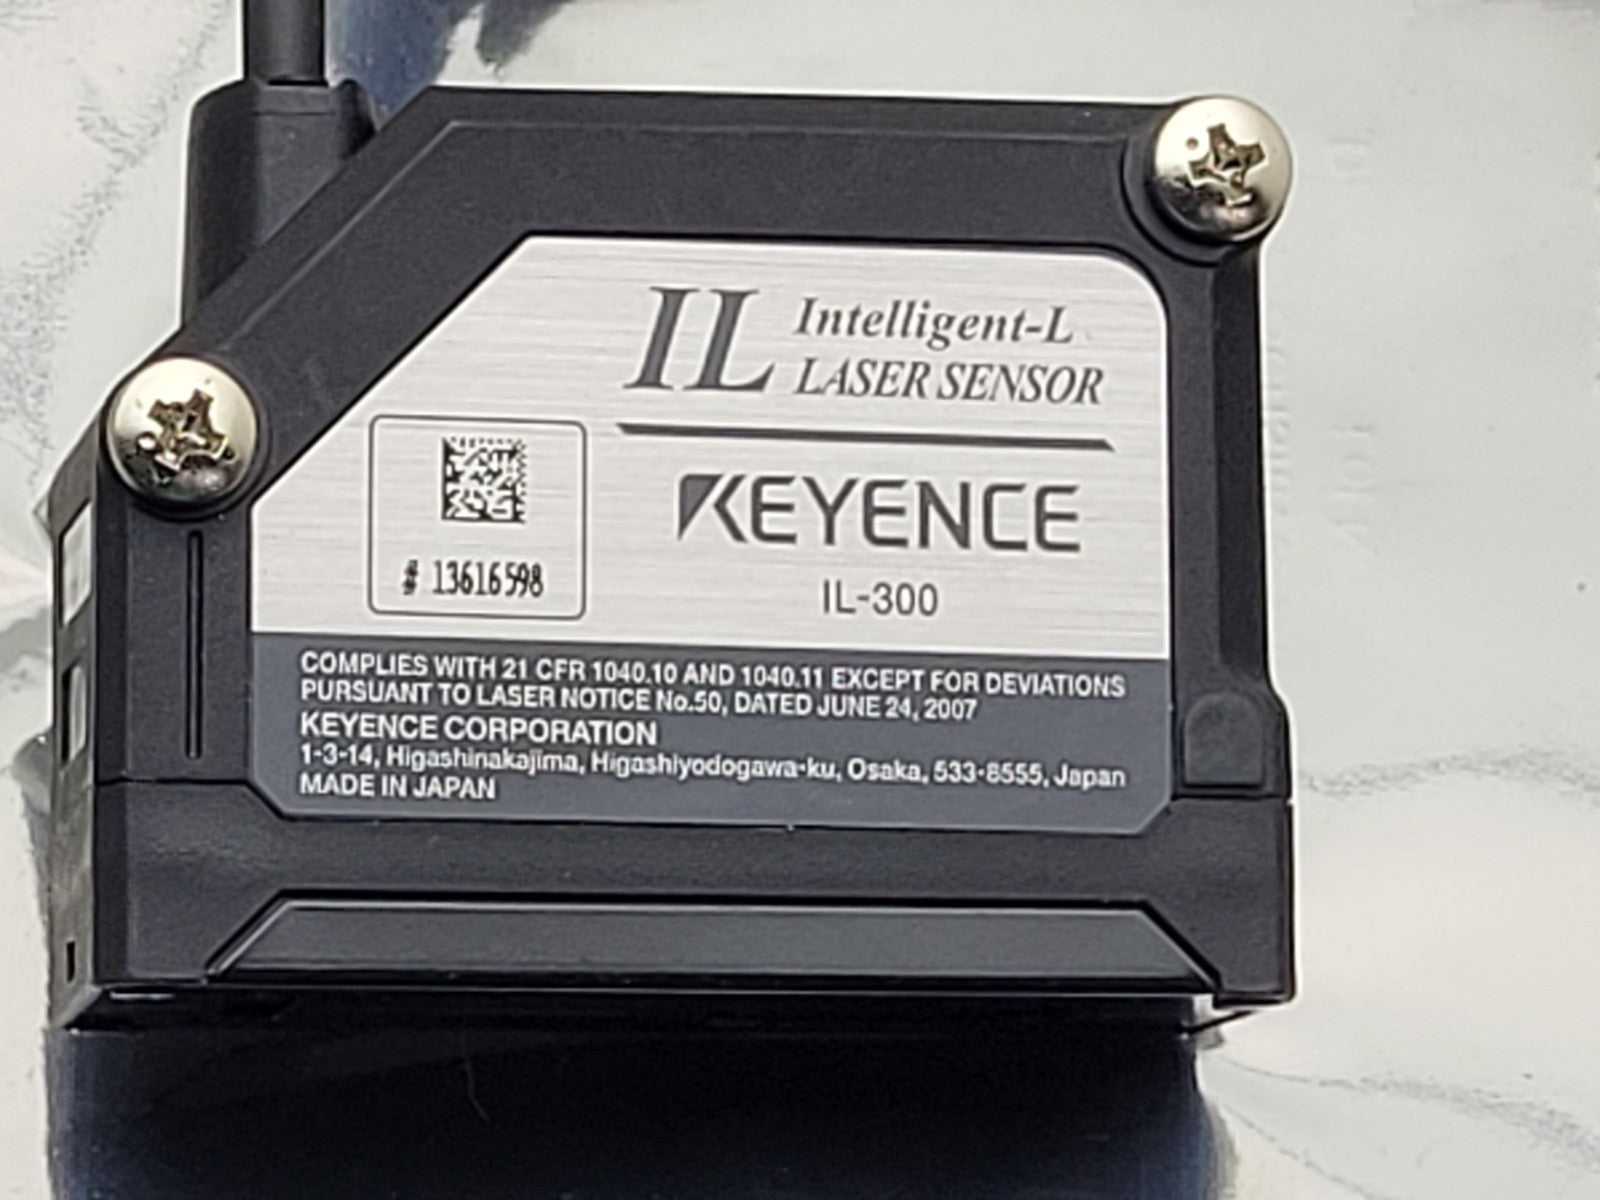 IL Intelligent-L
LASER SENSOR
KEYENCE
IL-300
# 13616598
COMPLIES WITH 21 CFR 1040.10 AND 1040.11 EXCEPT FOR DEVIATIONS
PURSUANT TO LASER NOTICE No.50, DATED JUNE 24, 2007
KEYENCE CORPORATION
1-3-14, Higashinakajima, Higashiyodogawa-ku, Osaka, 533-8555, Japan
MADE IN JAPAN